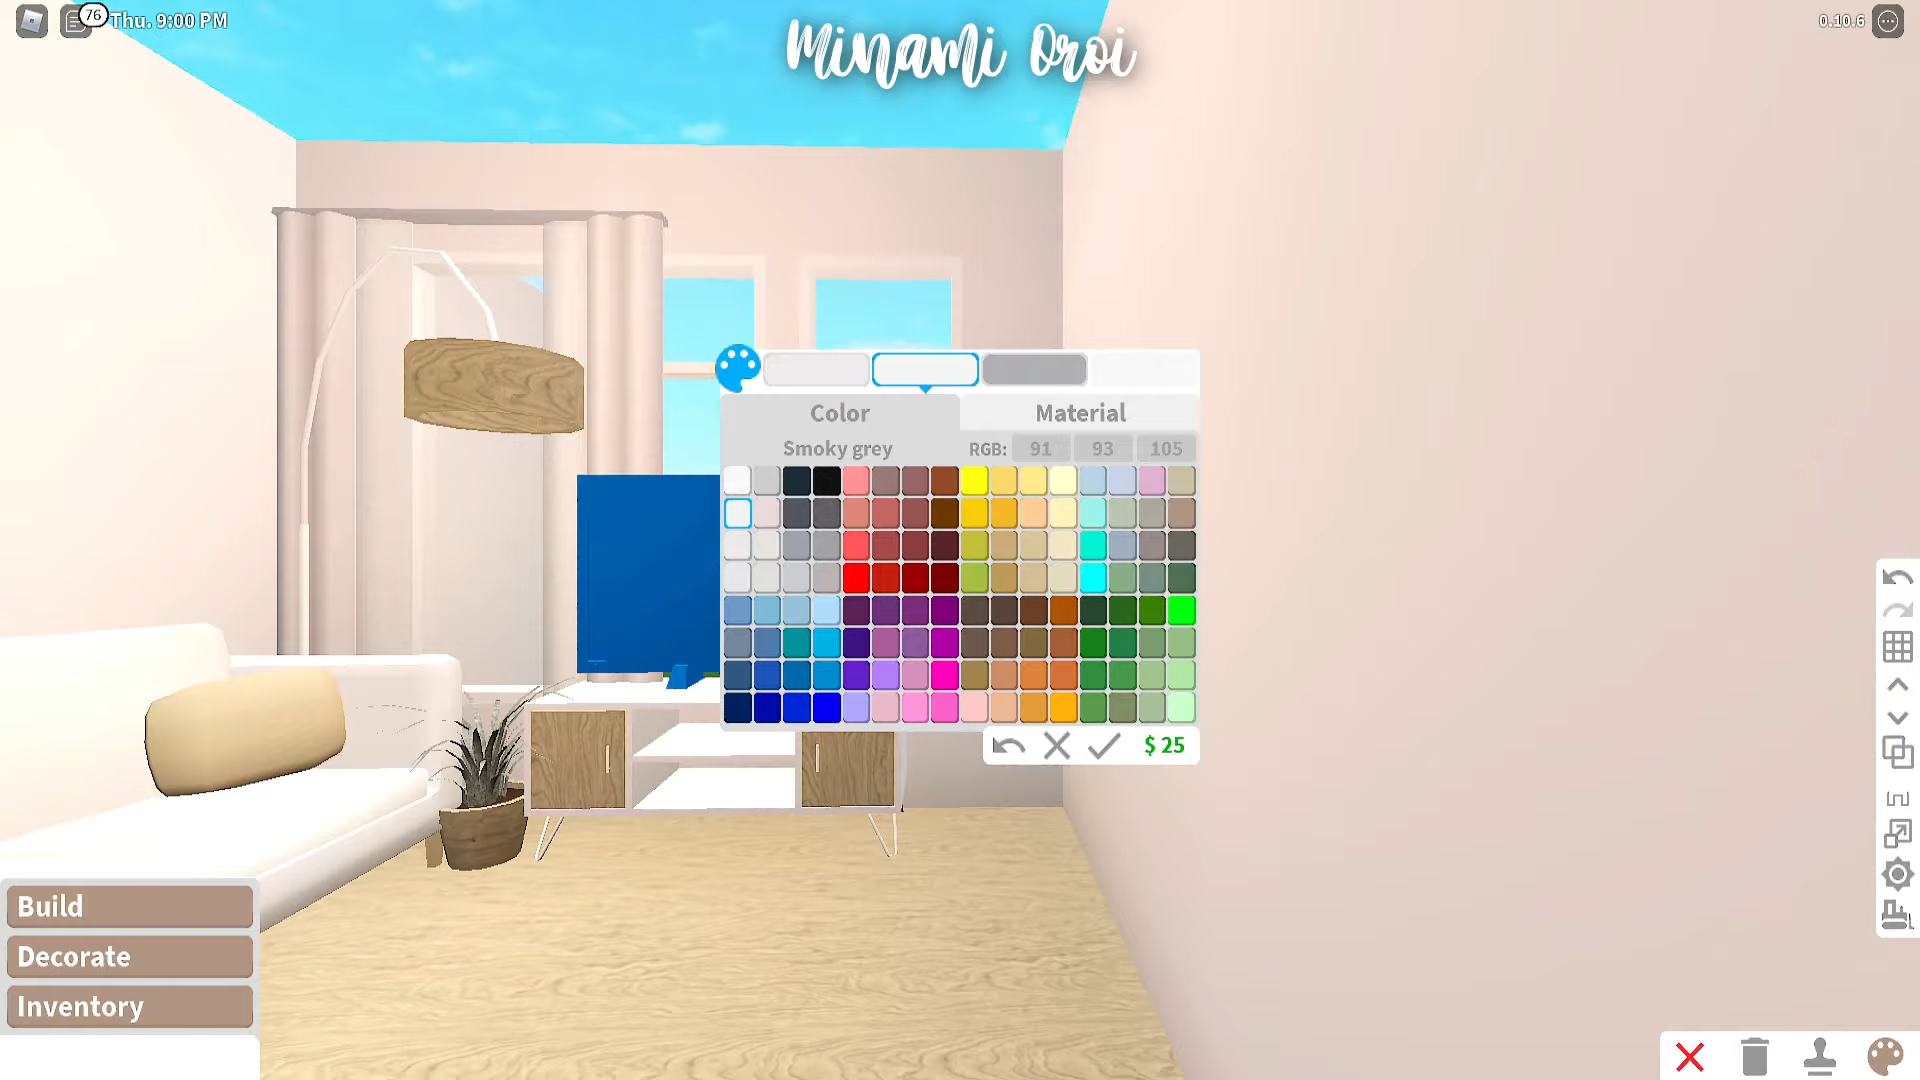 76
Thu. 9:00 PM
Minami Oroi
0.10.6
Color
Material
Smoky grey
RGB: 91 93 105
$ 25
Build
Decorate
Inventory